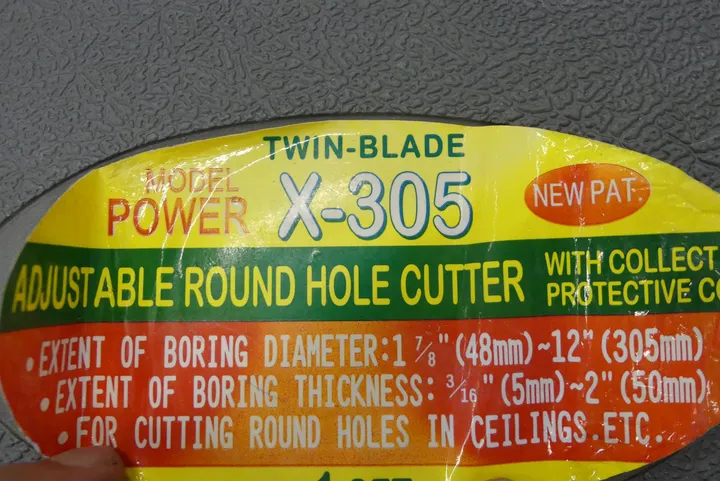 TWIN-BLADE
MODEL
POWER X-305
NEW PAT.
ADJUSTABLE ROUND HOLE CUTTER
WITH COLLECT
PROTECTIVE CO
• EXTENT OF BORING DIAMETER:1 7/8" (48mm)~12" (305mm)
• EXTENT OF BORING THICKNESS: 3/16" (5mm)~2" (50mm)
• FOR CUTTING ROUND HOLES IN CEILINGS.ETC.